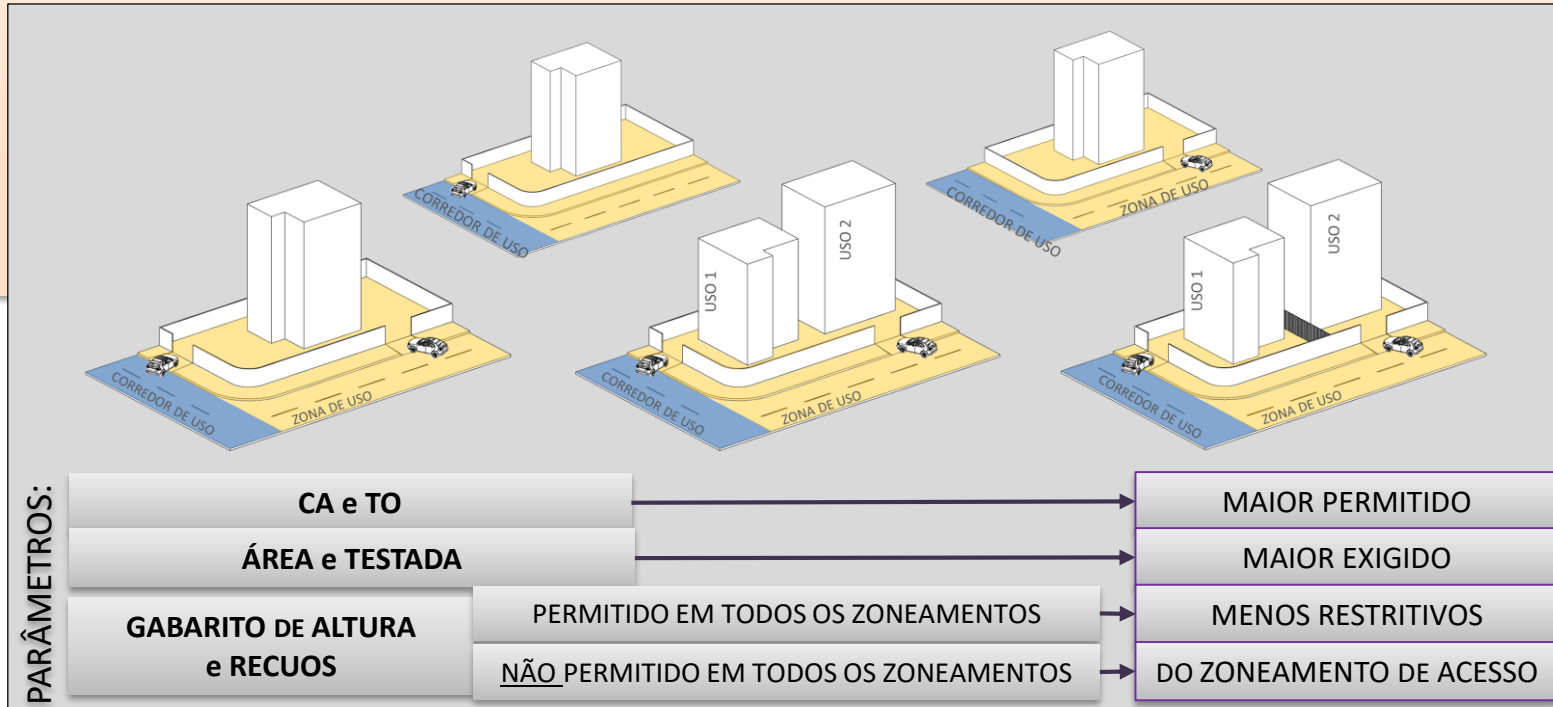 CORREDOR DE USO
CORREDOR DE USO
ZONA DE USO
CORREDOR DE USO
ZONA DE USO
USO 1
USO 2
CORREDOR DE USO
ZONA DE USO
USO 1
USO 2
CORREDOR DE USO
ZONA DE USO
PARÂMETROS:
CA e TO
MAIOR PERMITIDO
ÁREA e TESTADA
MAIOR EXIGIDO
GABARITO DE ALTURA
e RECUOS
PERMITIDO EM TODOS OS ZONEAMENTOS
MENOS RESTRITIVOS
NÃO PERMITIDO EM TODOS OS ZONEAMENTOS
DO ZONEAMENTO DE ACESSO